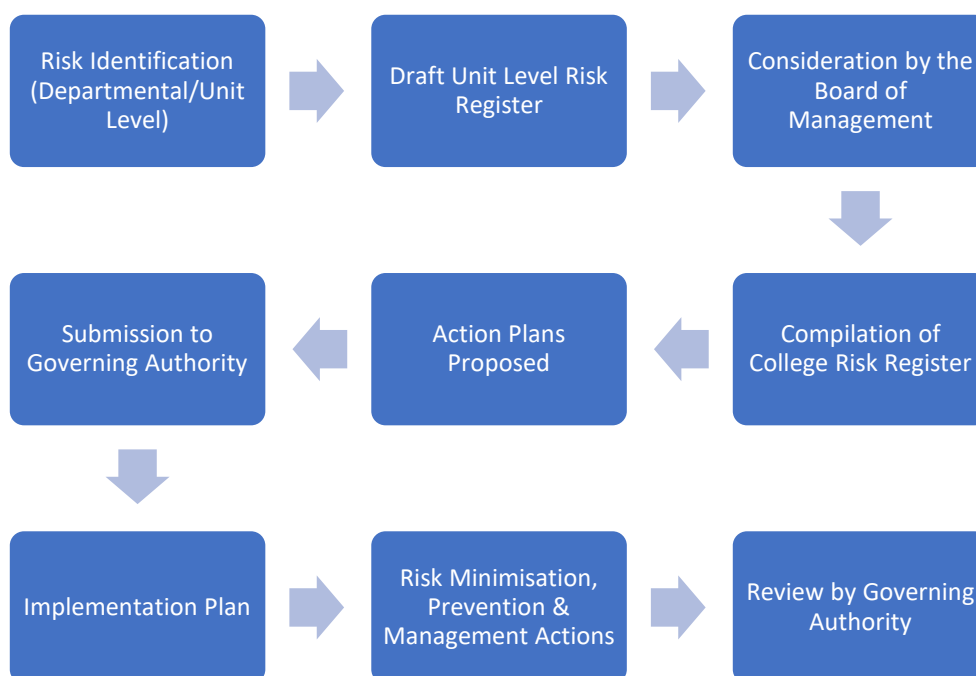 Risk Identification
(Departmental/Unit
Level)
Draft Unit Level Risk
Register
Consideration by the
Board of
Management
Compilation of
College Risk Register
Action Plans
Proposed
Submission to
Governing Authority
Implementation Plan
Risk Minimisation,
Prevention &
Management Actions
Review by Governing
Authority